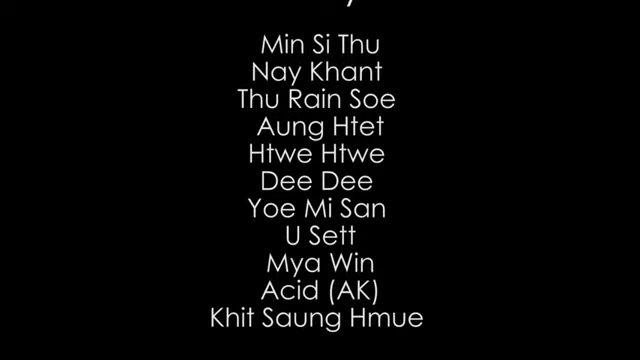 Min Si Thu
Nay Khant
Thu Rain Soe
Aung Htet
Htwe Htwe
Dee Dee
Yoe Mi San
U Sett
Mya Win
Acid (AK)
Khit Saung Hmue